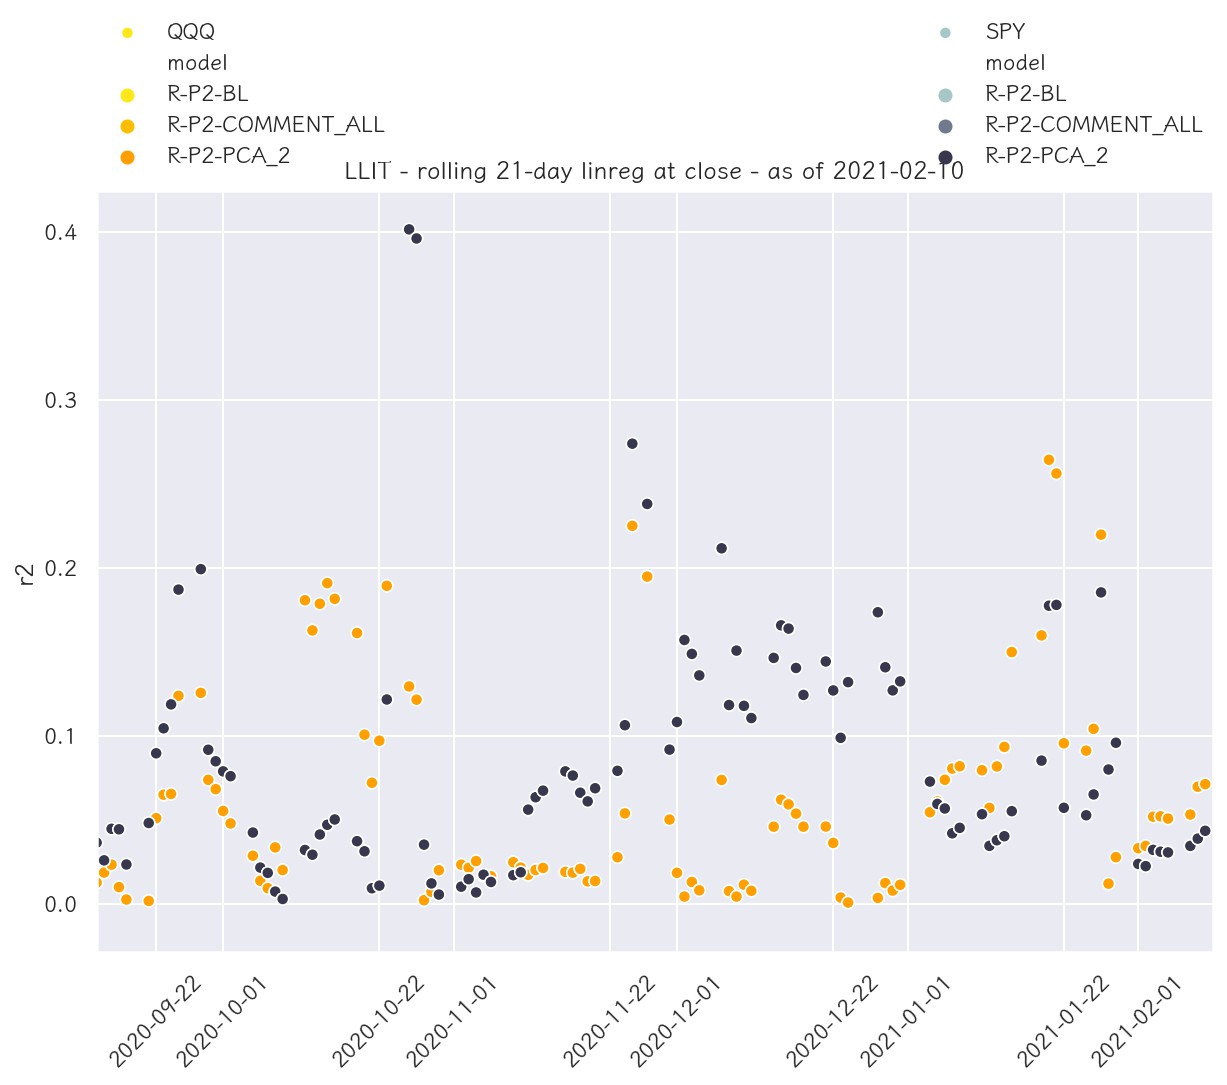 QQQ
model
R-P2-BL
R-P2-COMMENT_ALL
R-P2-PCA_2
SPY
model
R-P2-BL
R-P2-COMMENT_ALL
R-P2-PCA_2
LLIT - rolling 21-day linreg at close - as of 2021-02-10
0.4
0.3
0.2
0.1
0.0
r2
2020-09-22
2020-10-01
2020-10-22
2020-11-01
2020-11-22
2020-12-01
2020-12-22
2021-01-01
2021-01-22
2021-02-01